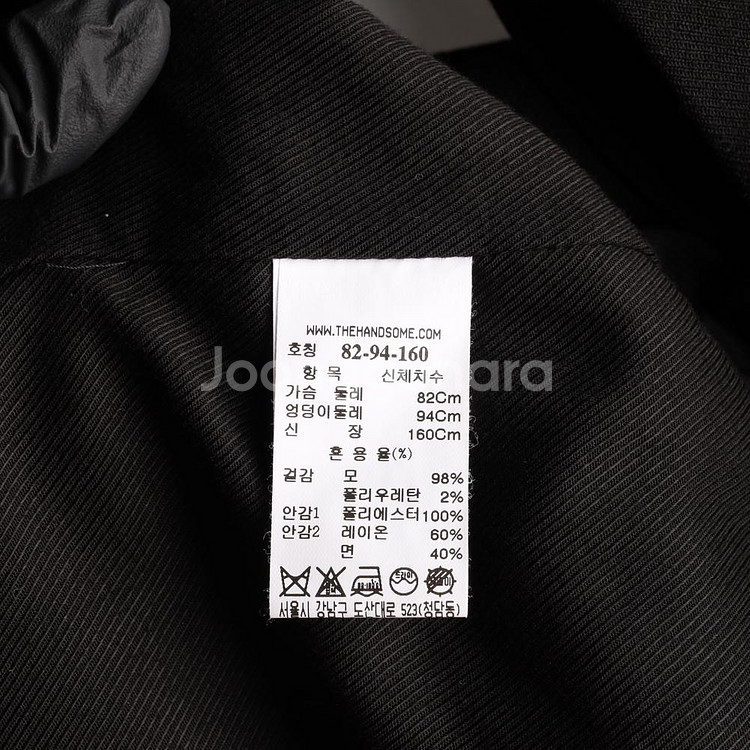 WWW.THEHANDSOME.COM
호칭 82-94-160
항 목 신체치수
가슴 둘레 82Cm
엉덩이둘레 94Cm
신 장 160Cm
혼 용 율(%)
겉감 모 98%
폴리우레탄 2%
안감1 폴리에스터 100%
안감2 레이온 60%
면 40%
드라이
서울시 강남구 도산대로 523(청담동)